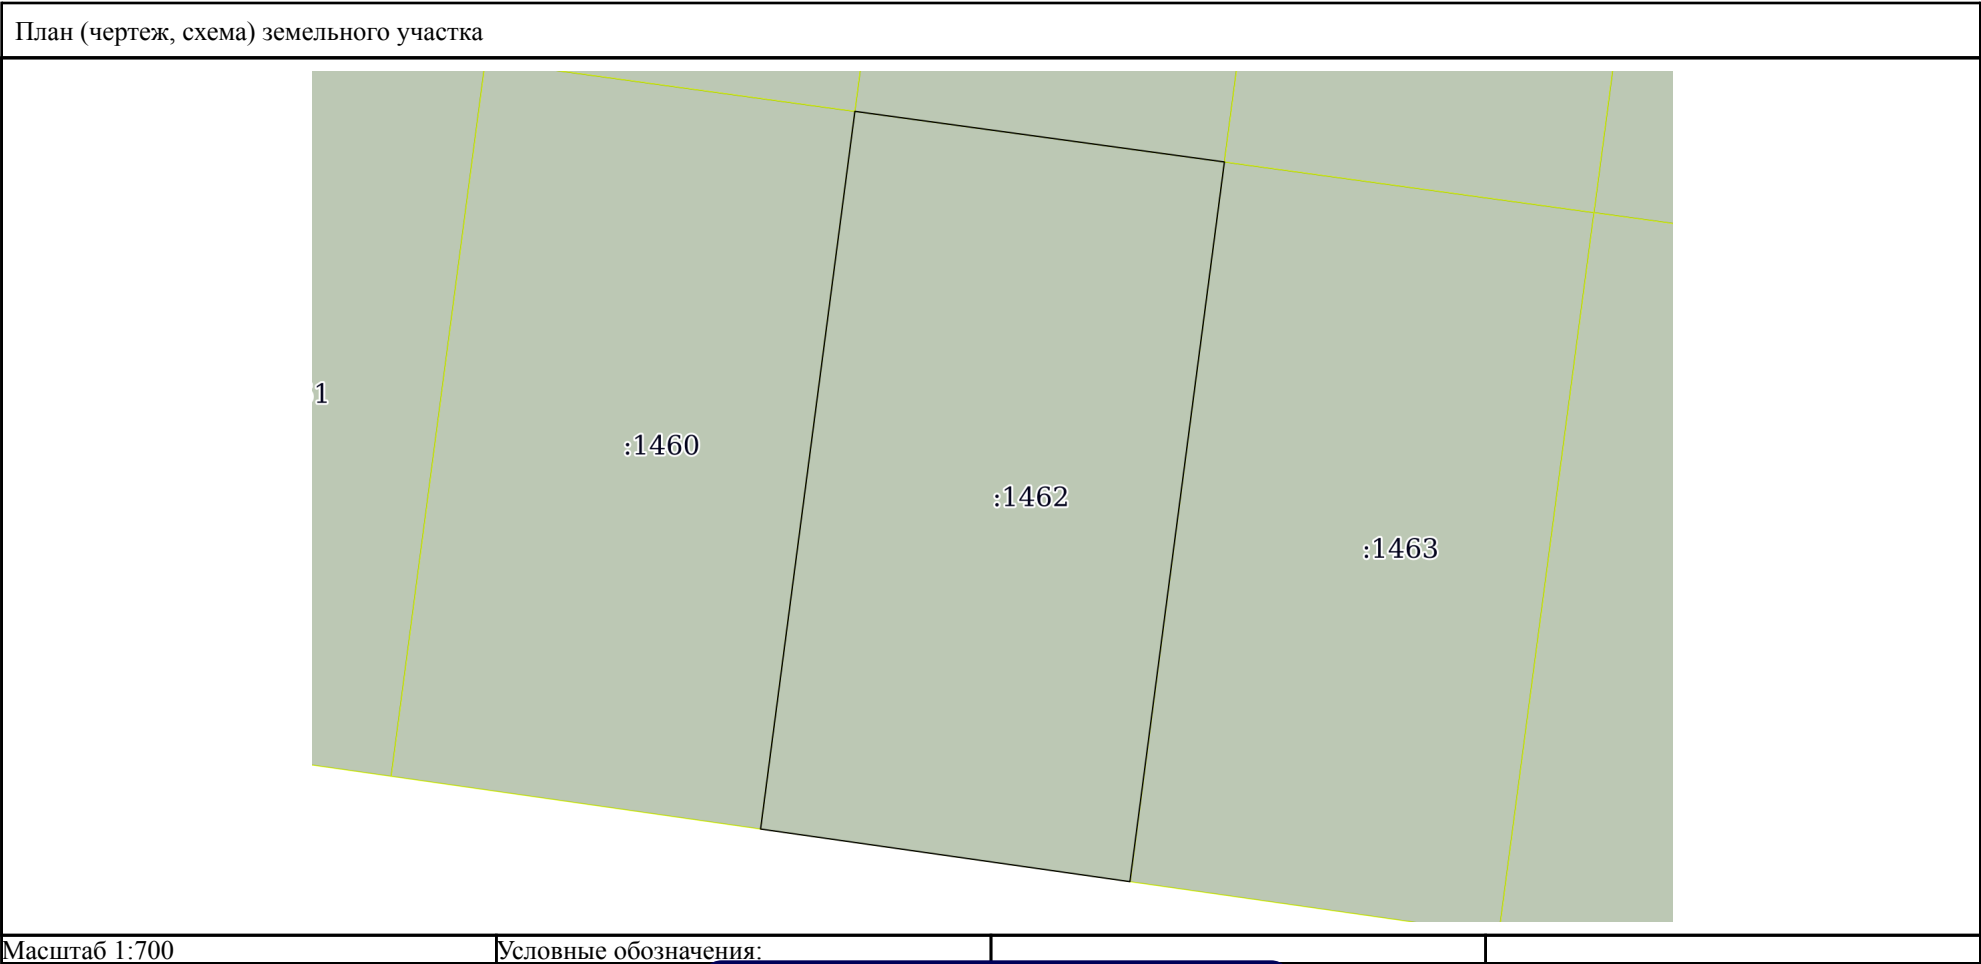 План (чертеж, схема) земельного участка
1
:1460
:1462
:1463
Масштаб 1:700
Условные обозначения: